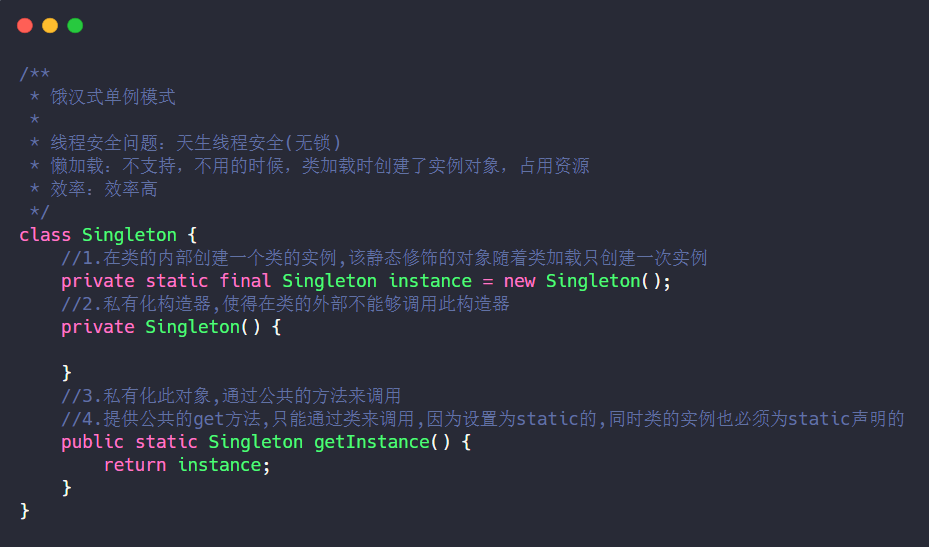 /**
 * 饿汉式单例模式
 *
 * 线程安全问题：天生线程安全(无锁)
 * 懒加载：不支持，不用的时候，类加载时创建了实例对象，占用资源
 * 效率：效率高
 */
class Singleton {
    //1.在类的内部创建一个类的实例,该静态修饰的对象随着类加载只创建一次实例
    private static final Singleton instance = new Singleton();
    //2.私有化构造器,使得在类的外部不能够调用此构造器
    private Singleton() {

    }
    //3.私有化此对象,通过公共的方法来调用
    //4.提供公共的get方法,只能通过类来调用,因为设置为static的,同时类的实例也必须为static声明的
    public static Singleton getInstance() {
        return instance;
    }
}